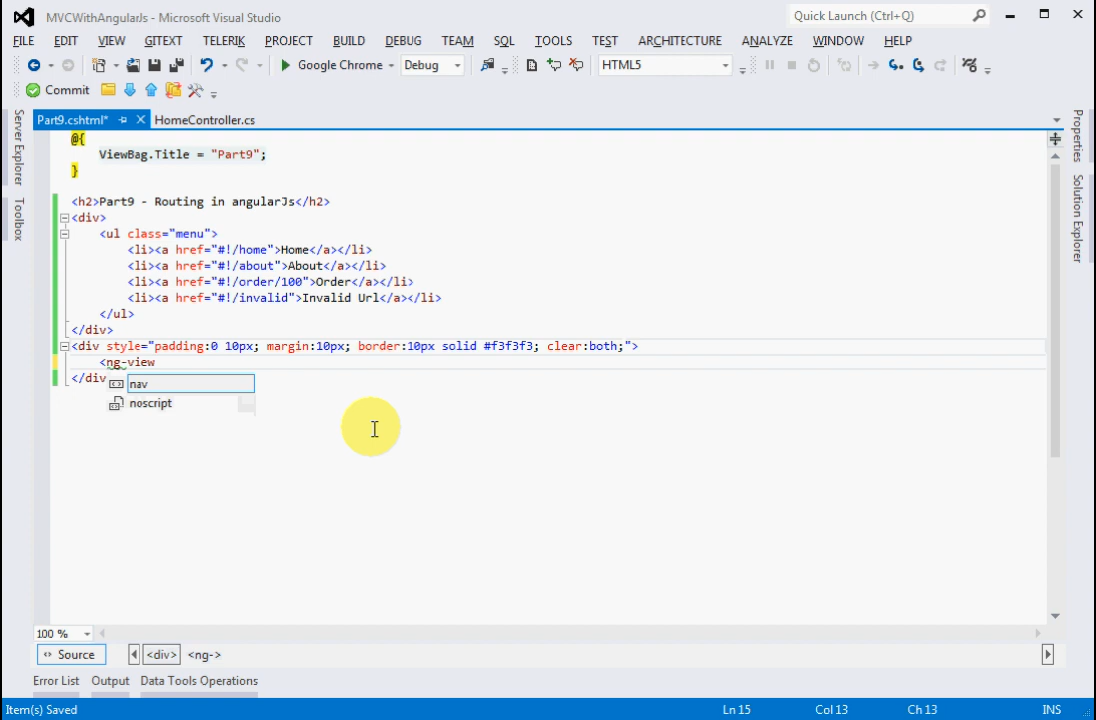 MVCWithAngularJs - Microsoft Visual Studio
Quick Launch (Ctrl+Q)
FILE EDIT VIEW GITEXT TELERIK PROJECT BUILD DEBUG TEAM SQL TOOLS TEST ARCHITECTURE ANALYZE WINDOW HELP
Google Chrome Debug HTML5
Commit
Part9.cshtml* HomeController.cs
Server Explorer
Toolbox
Properties
Solution Explorer
@{
ViewBag.Title = "Part9";
}
<h2>Part9 - Routing in angularJs</h2>
<div>
<ul class="menu">
<li><a href="#!/home">Home</a></li>
<li><a href="#!/about">About</a></li>
<li><a href="#!/order/100">Order</a></li>
<li><a href="#!/invalid">Invalid Url</a></li>
</ul>
</div>
<div style="padding:0 10px; margin:10px; border:10px solid #f3f3f3; clear:both;">
<ng-view
</div
nav
noscript
100 %
Source <div> <ng->
Error List Output Data Tools Operations
Item(s) Saved Ln 15 Col 13 Ch 13 INS